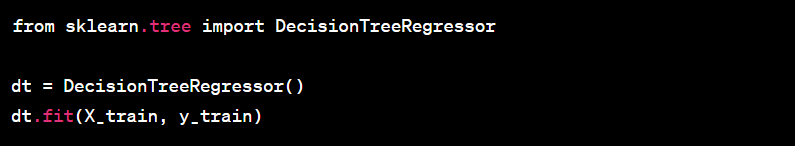 from sklearn.tree import DecisionTreeRegressor
dt = DecisionTreeRegressor()
dt.fit(X_train, y_train)